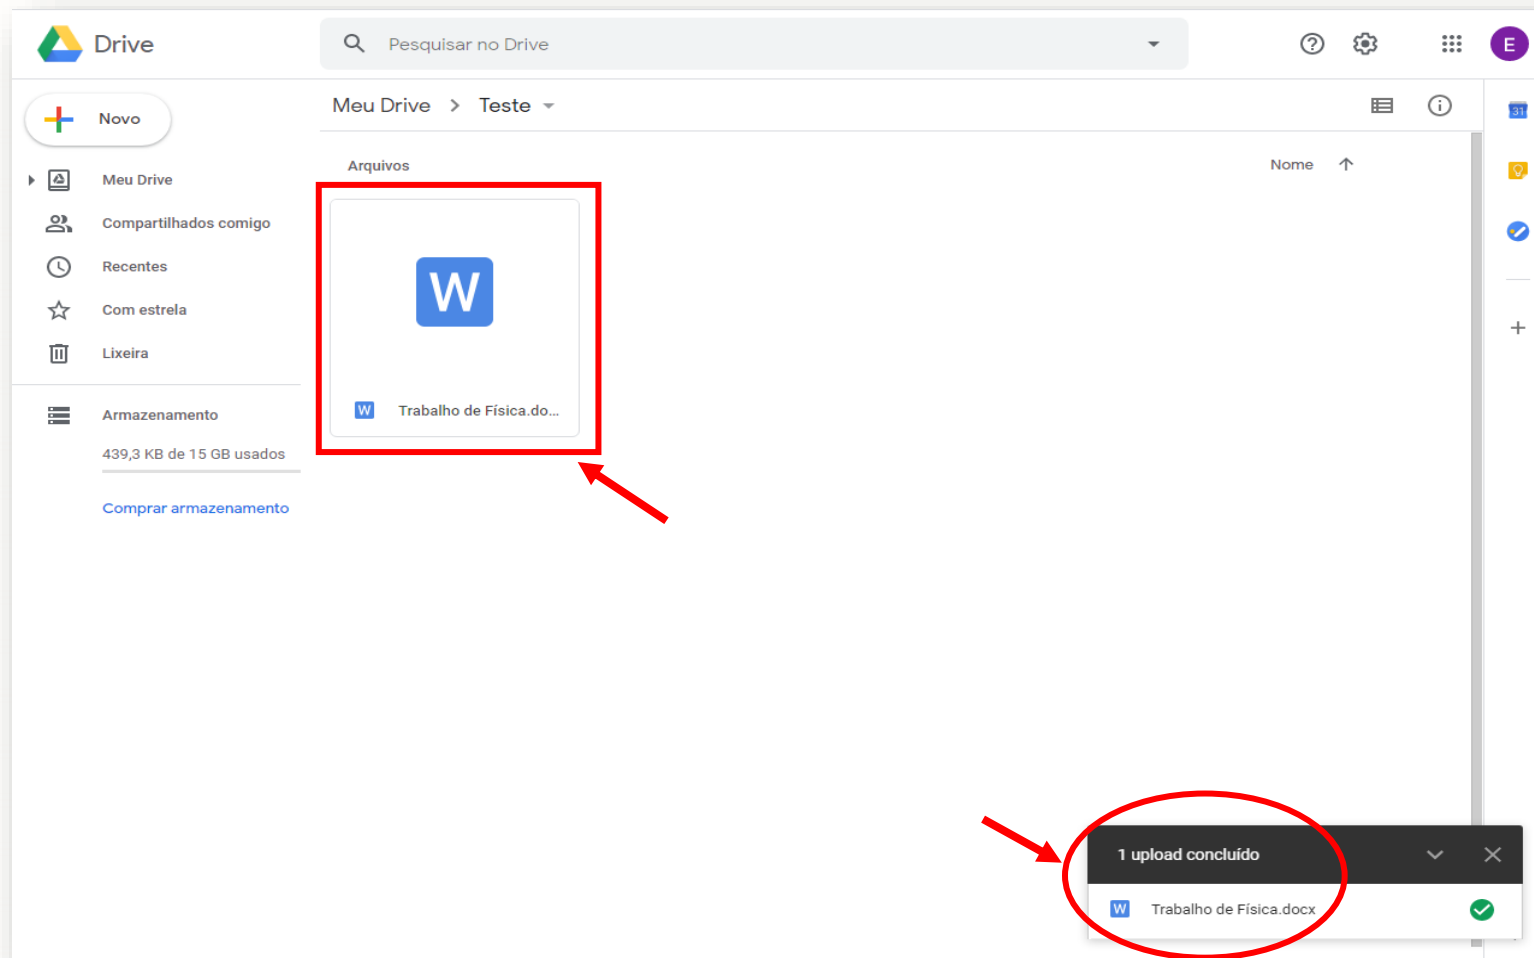 Drive
Pesquisar no Drive
E
Novo
Meu Drive > Teste
31
Meu Drive
Compartilhados comigo
Recentes
Com estrela
Lixeira
Armazenamento
439,3 KB de 15 GB usados
Comprar armazenamento
Arquivos
Nome
W
W Trabalho de Física.do...
1 upload concluído
W Trabalho de Física.docx